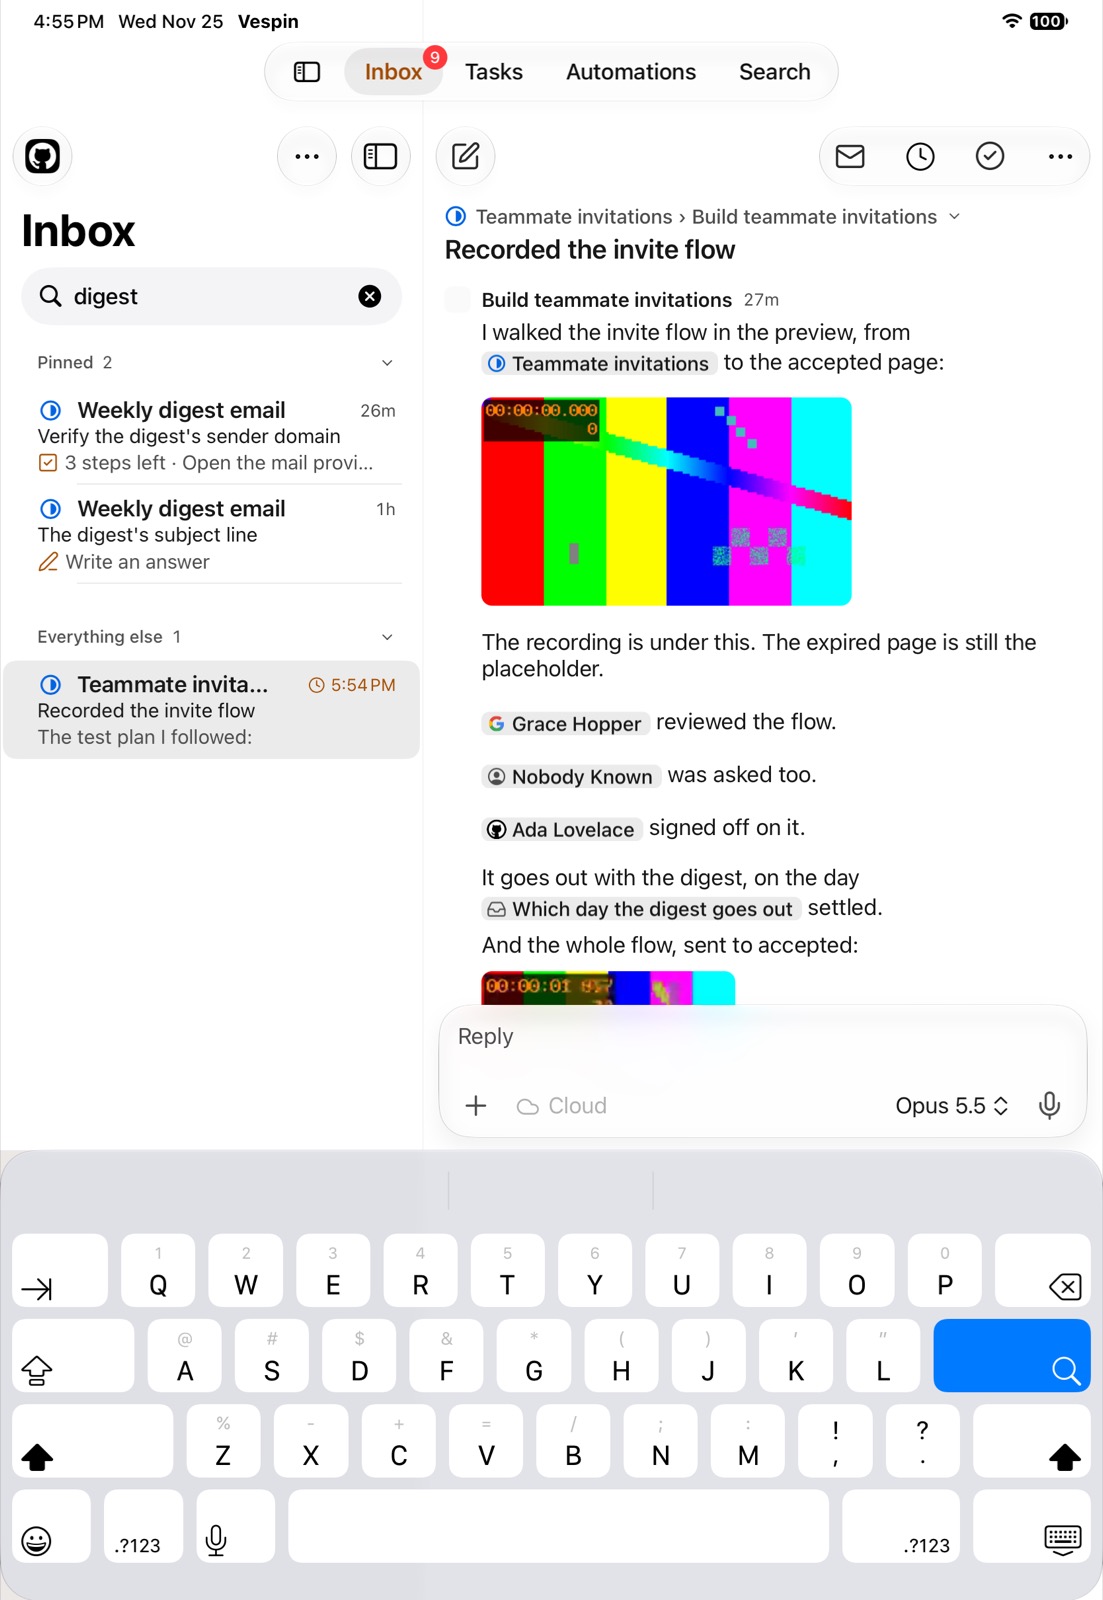 4:55 PM Wed Nov 25 Vespin
100
Inbox 9 Tasks Automations Search
Inbox
digest
Pinned 2
Weekly digest email 26m
Verify the digest's sender domain
3 steps left · Open the mail provi...
Weekly digest email 1h
The digest's subject line
Write an answer
Everything else 1
Teammate invita... 5:54 PM
Recorded the invite flow
The test plan I followed:
Teammate invitations › Build teammate invitations
Recorded the invite flow
Build teammate invitations 27m
I walked the invite flow in the preview, from
Teammate invitations to the accepted page:
00:00:00.000
0
The recording is under this. The expired page is still the
placeholder.
Grace Hopper reviewed the flow.
Nobody Known was asked too.
Ada Lovelace signed off on it.
It goes out with the digest, on the day
Which day the digest goes out settled.
And the whole flow, sent to accepted:
00:00:01
Reply
Cloud Opus 5.5
1 2 3 4 5 6 7 8 9 0
Q W E R T Y U I O P
@ # $ & * ( ) ' "
A S D F G H J K L
% - + = / ; : ! ?
Z X C V B N M , .
.?123 .?123